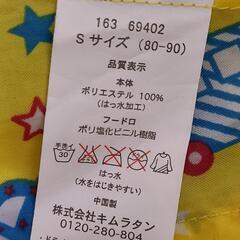 163 69402
Sサイズ(80-90)
品質表示
本体
ポリエステル 100%
(はっ水加工)
フードロ
ポリ塩化ビニル樹脂
手洗イ
30
はっ水
(水をはじきやすい)
中国製
株式会社キムラタン
0120-280-804